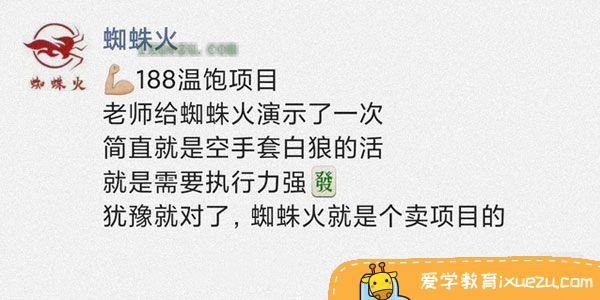 蜘蛛火
ixuezu.com
蜘蛛火
💪188温饱项目
老师给蜘蛛火演示了一次
简直就是空手套白狼的活
就是需要执行力强發
犹豫就对了，蜘蛛火就是个卖项目的
爱学教育ixuezu.com